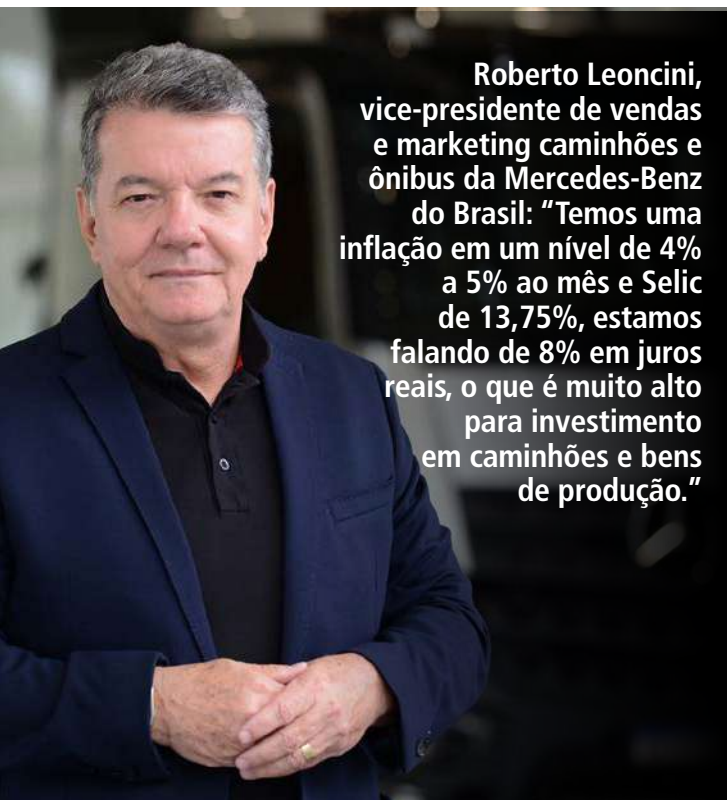 Roberto Leoncini,
vice-presidente de vendas
e marketing caminhões e
ônibus da Mercedes-Benz
do Brasil: “Temos uma
inflação em um nível de 4%
a 5% ao mês e Selic
de 13,75%, estamos
falando de 8% em juros
reais, o que é muito alto
para investimento
em caminhões e bens
de produção.”